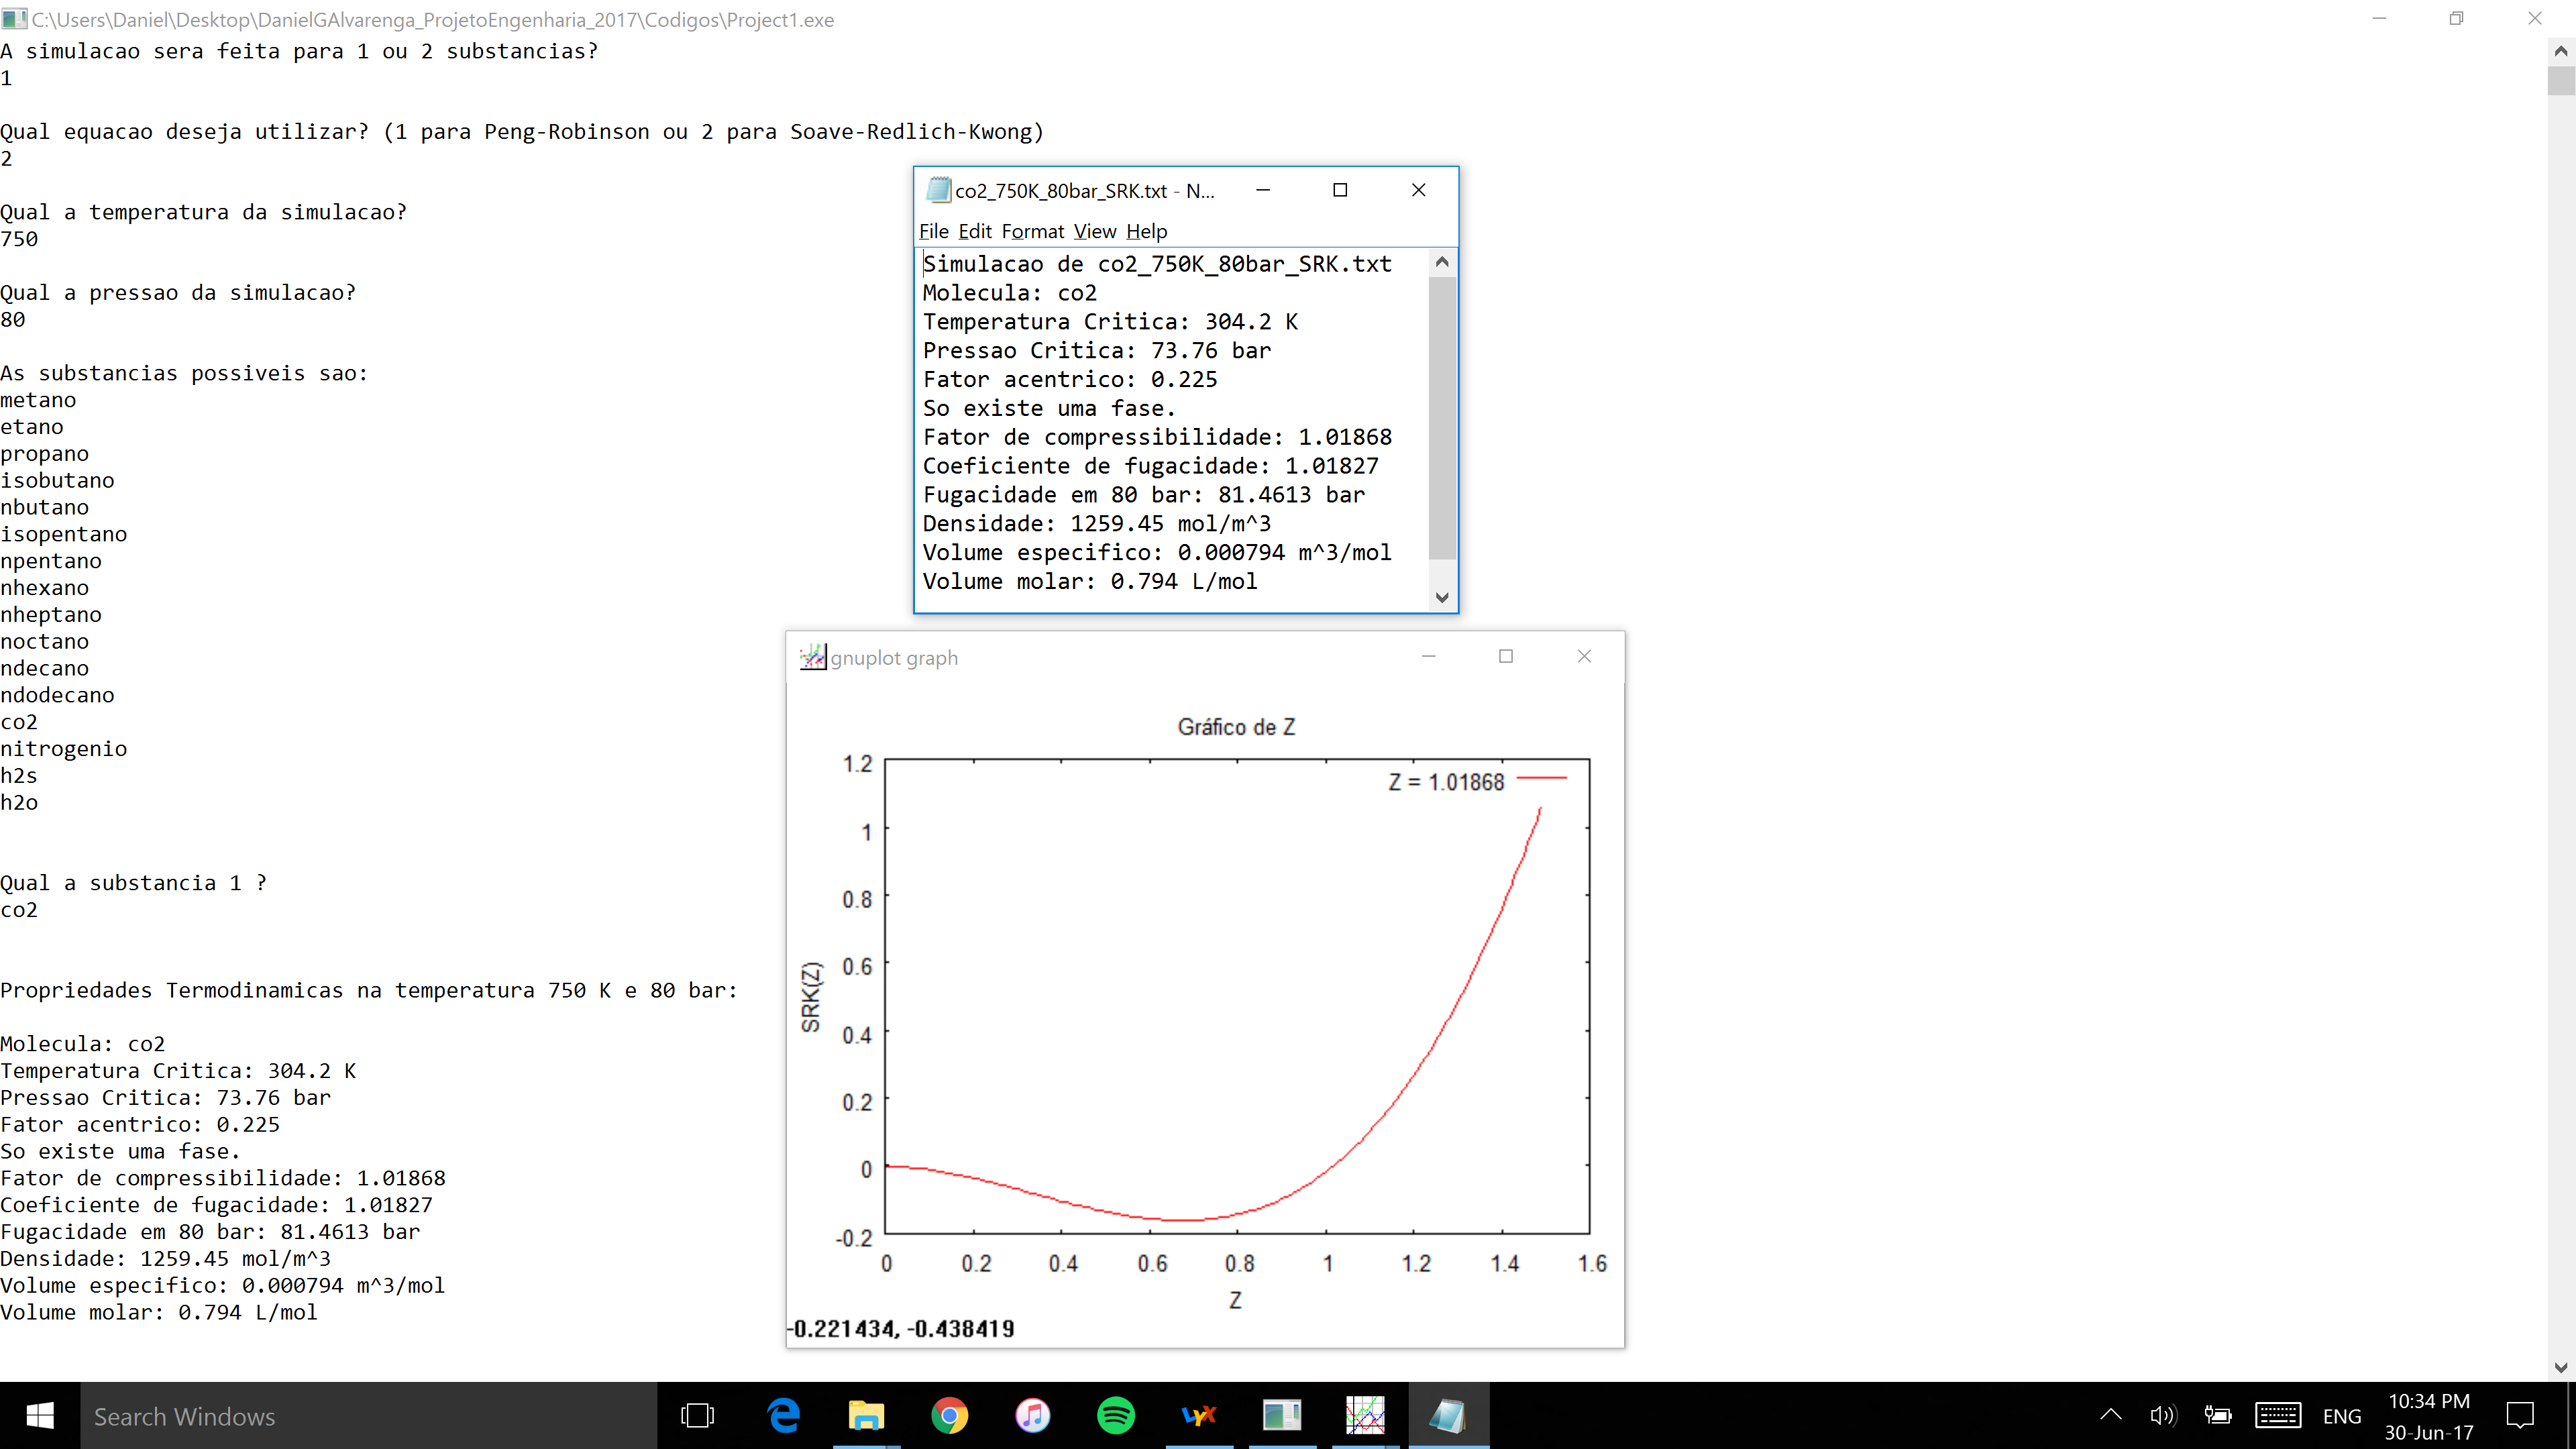 C:\Users\Daniel\Desktop\DanielGAlvarenga_ProjetoEngenharia_2017\Codigos\Project1.exe
A simulacao sera feita para 1 ou 2 substancias?
1
Qual equacao deseja utilizar? (1 para Peng-Robinson ou 2 para Soave-Redlich-Kwong)
2
Qual a temperatura da simulacao?
750
Qual a pressao da simulacao?
80
As substancias possiveis sao:
metano
etano
propano
isobutano
nbutano
isopentano
npentano
nhexano
nheptano
noctano
ndecano
ndodecano
co2
nitrogenio
h2s
h2o
Qual a substancia 1 ?
co2
Propriedades Termodinamicas na temperatura 750 K e 80 bar:
Molecula: co2
Temperatura Critica: 304.2 K
Pressao Critica: 73.76 bar
Fator acentrico: 0.225
So existe uma fase.
Fator de compressibilidade: 1.01868
Coeficiente de fugacidade: 1.01827
Fugacidade em 80 bar: 81.4613 bar
Densidade: 1259.45 mol/m^3
Volume especifico: 0.000794 m^3/mol
Volume molar: 0.794 L/mol
co2_750K_80bar_SRK.txt - N...
File Edit Format View Help
Simulacao de co2_750K_80bar_SRK.txt
Molecula: co2
Temperatura Critica: 304.2 K
Pressao Critica: 73.76 bar
Fator acentrico: 0.225
So existe uma fase.
Fator de compressibilidade: 1.01868
Coeficiente de fugacidade: 1.01827
Fugacidade em 80 bar: 81.4613 bar
Densidade: 1259.45 mol/m^3
Volume especifico: 0.000794 m^3/mol
Volume molar: 0.794 L/mol
gnuplot graph
Gráfico de Z
Z = 1.01868
1.2
1
0.8
0.6
0.4
0.2
0
-0.2
SRK(Z)
0 0.2 0.4 0.6 0.8 1 1.2 1.4 1.6
Z
-0.221434, -0.438419
Search Windows
LyX
ENG
10:34 PM
30-Jun-17